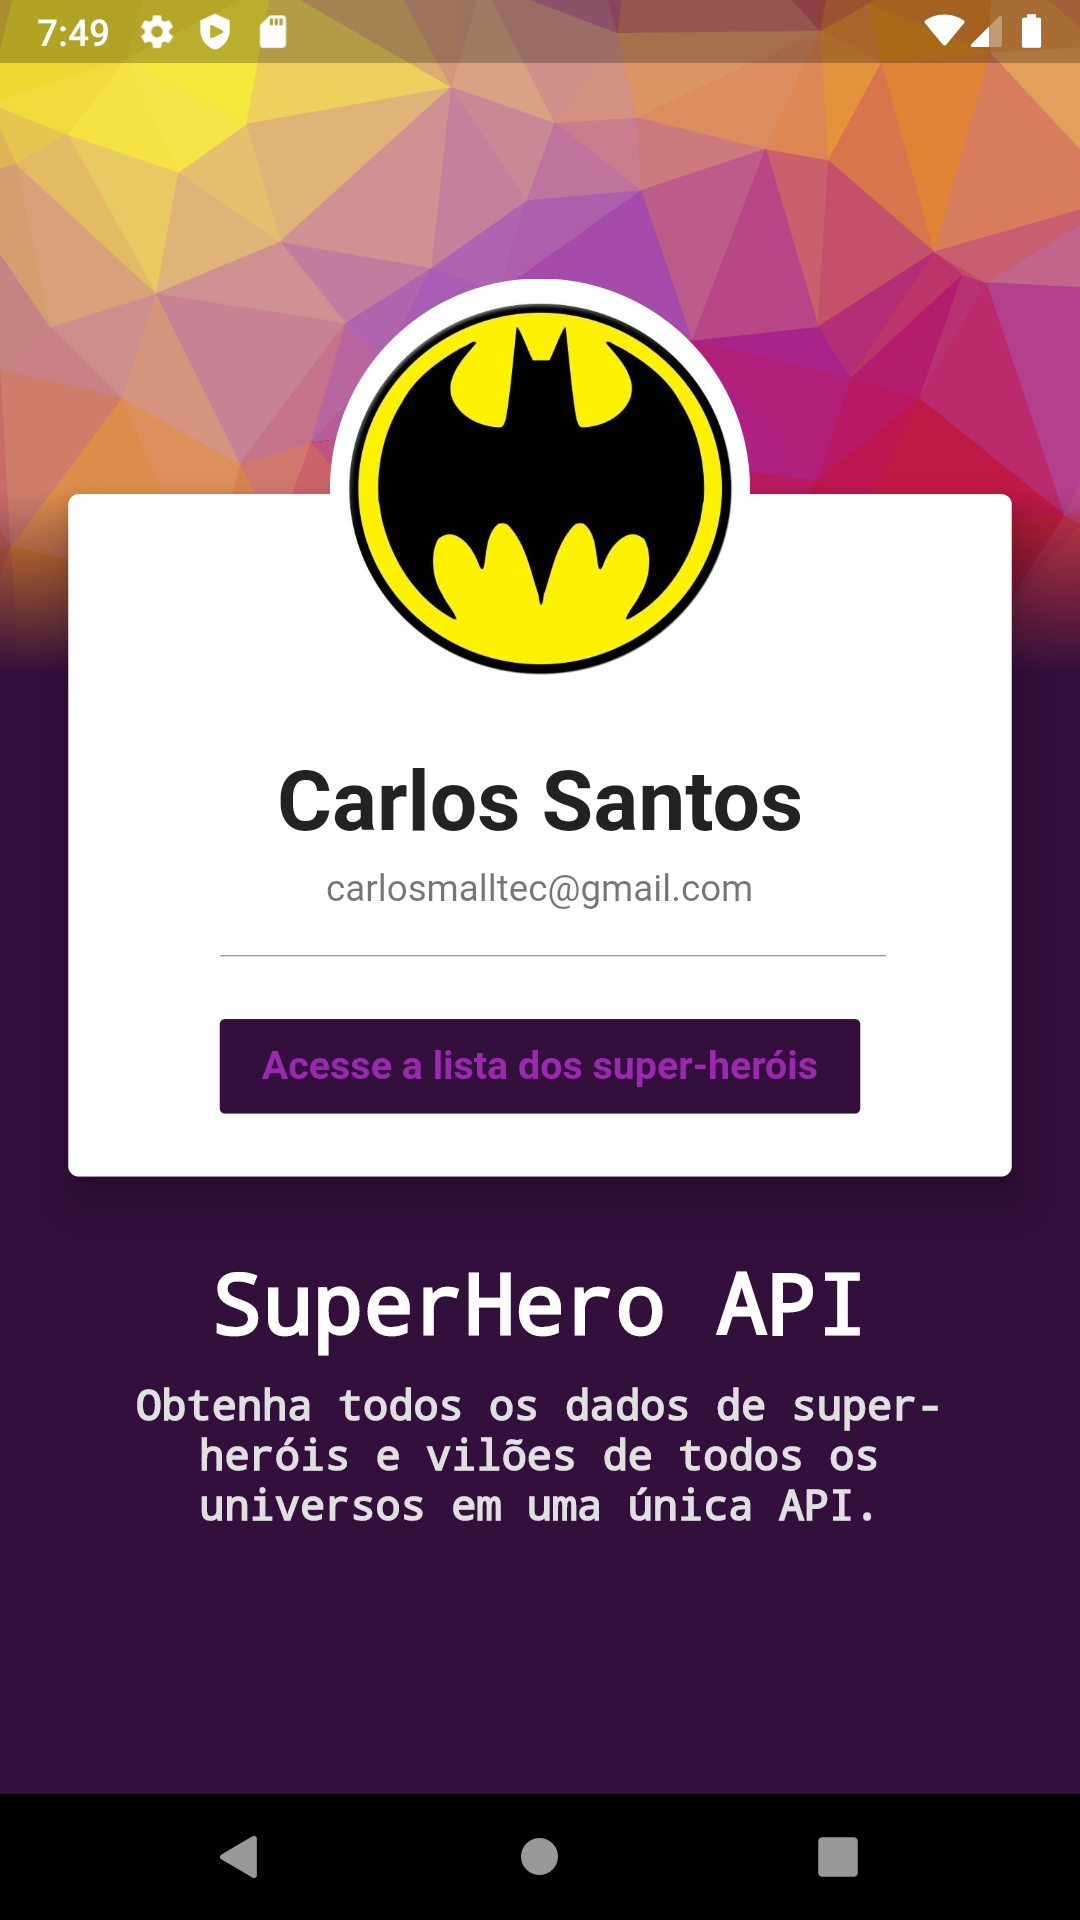 7:49
Carlos Santos
carlosmalltec@gmail.com
Acesse a lista dos super-heróis
SuperHero API
Obtenha todos os dados de super-
heróis e vilões de todos os
universos em uma única API.